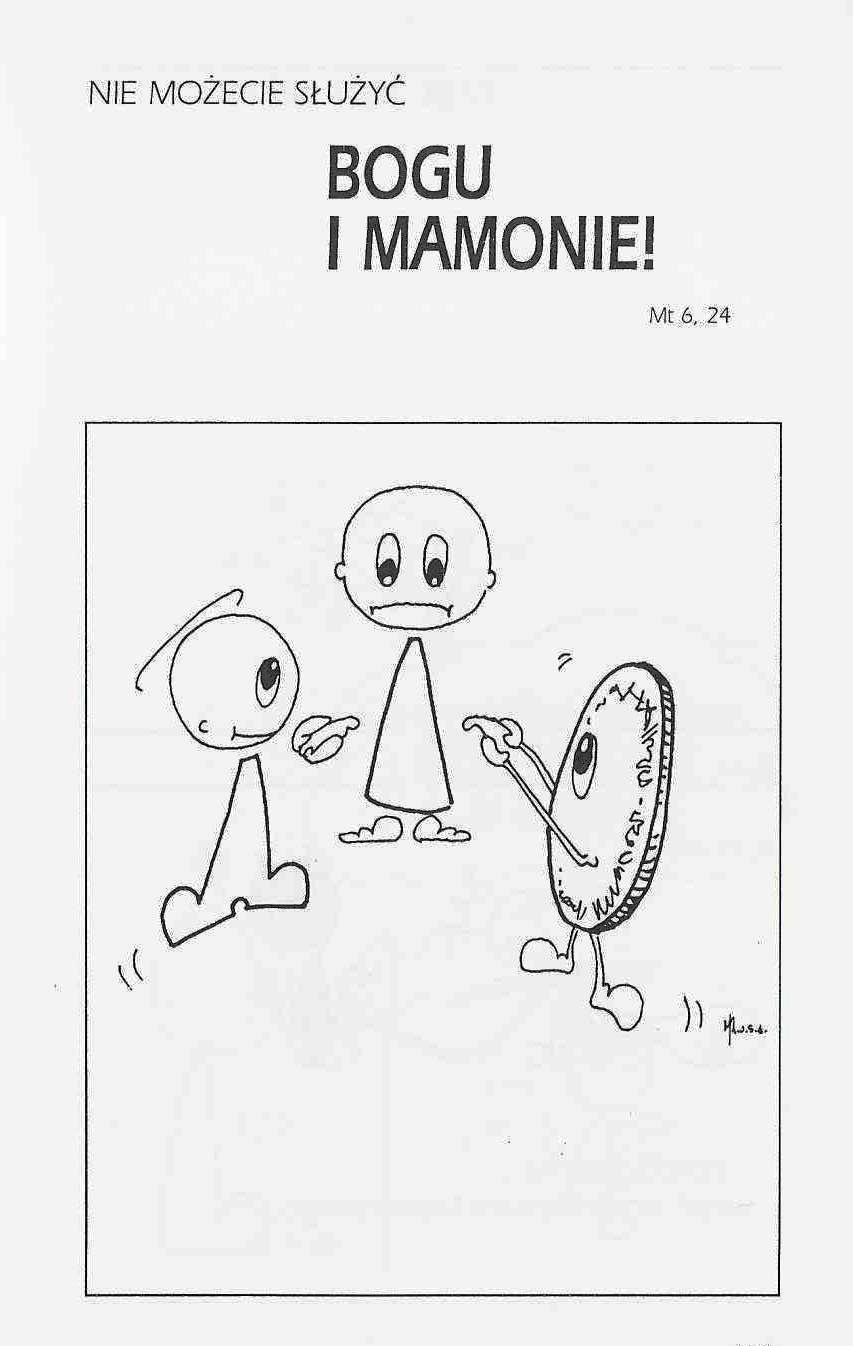 NIE MOŻECIE SŁUŻYĆ
BOGU
I MAMONIE!
Mt 6, 24